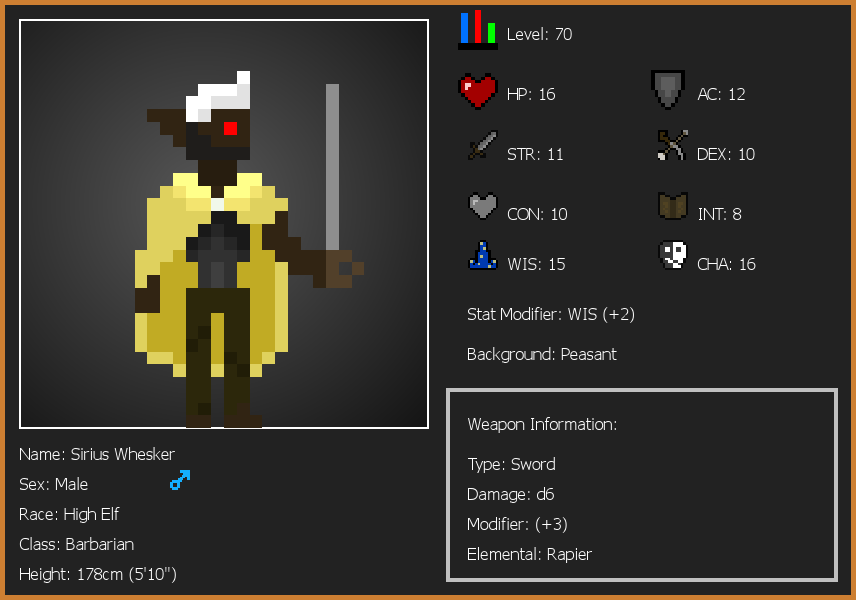 Level: 70
HP: 16
AC: 12
STR: 11
DEX: 10
CON: 10
INT: 8
WIS: 15
CHA: 16
Stat Modifier: WIS (+2)
Background: Peasant
Weapon Information:
Type: Sword
Damage: d6
Modifier: (+3)
Elemental: Rapier
Name: Sirius Whesker
Sex: Male
Race: High Elf
Class: Barbarian
Height: 178cm (5'10")